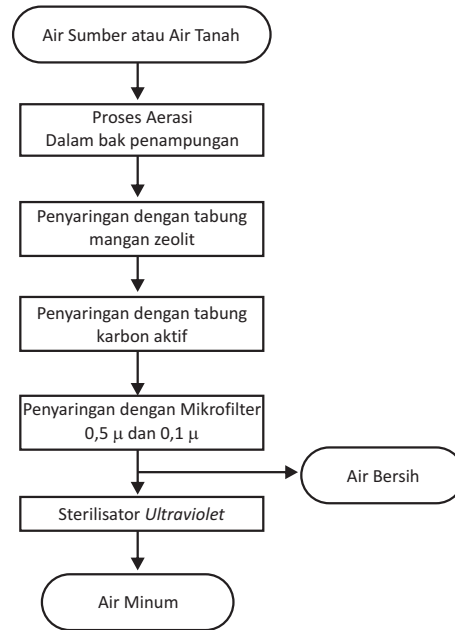 Air Sumber atau Air Tanah
Proses Aerasi
Dalam bak penampungan
Penyaringan dengan tabung
mangan zeolit
Penyaringan dengan tabung
karbon aktif
Penyaringan dengan Mikrofilter
0,5 μ dan 0,1 μ
Air Bersih
Sterilisator Ultraviolet
Air Minum